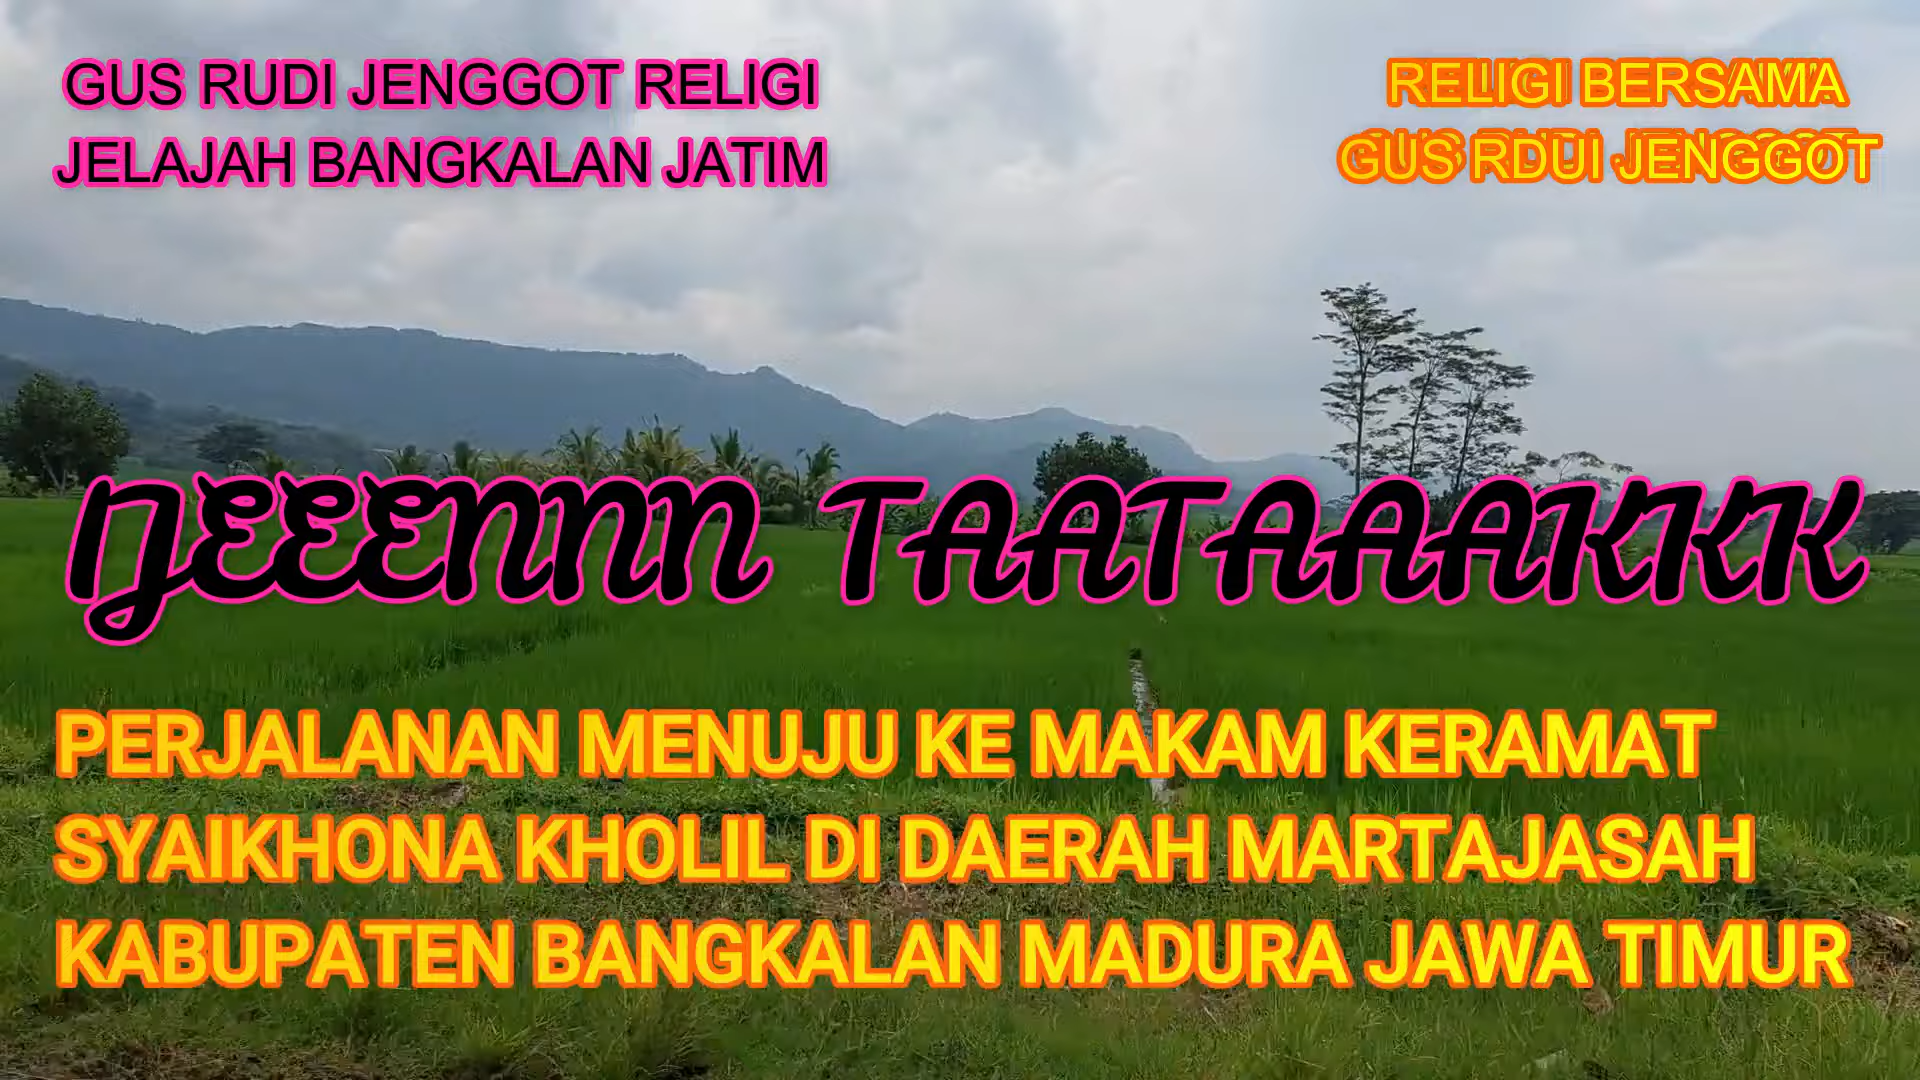 GUS RUDI JENGGOT RELIGI
JELAJAH BANGKALAN JATIM
RELIGI BERSAMA
GUS RDUI JENGGOT
NJEEENNN TAATAAAKKK
PERJALANAN MENUJU KE MAKAM KERAMAT
SYAIKHONA KHOLIL DI DAERAH MARTAJASAH
KABUPATEN BANGKALAN MADURA JAWA TIMUR